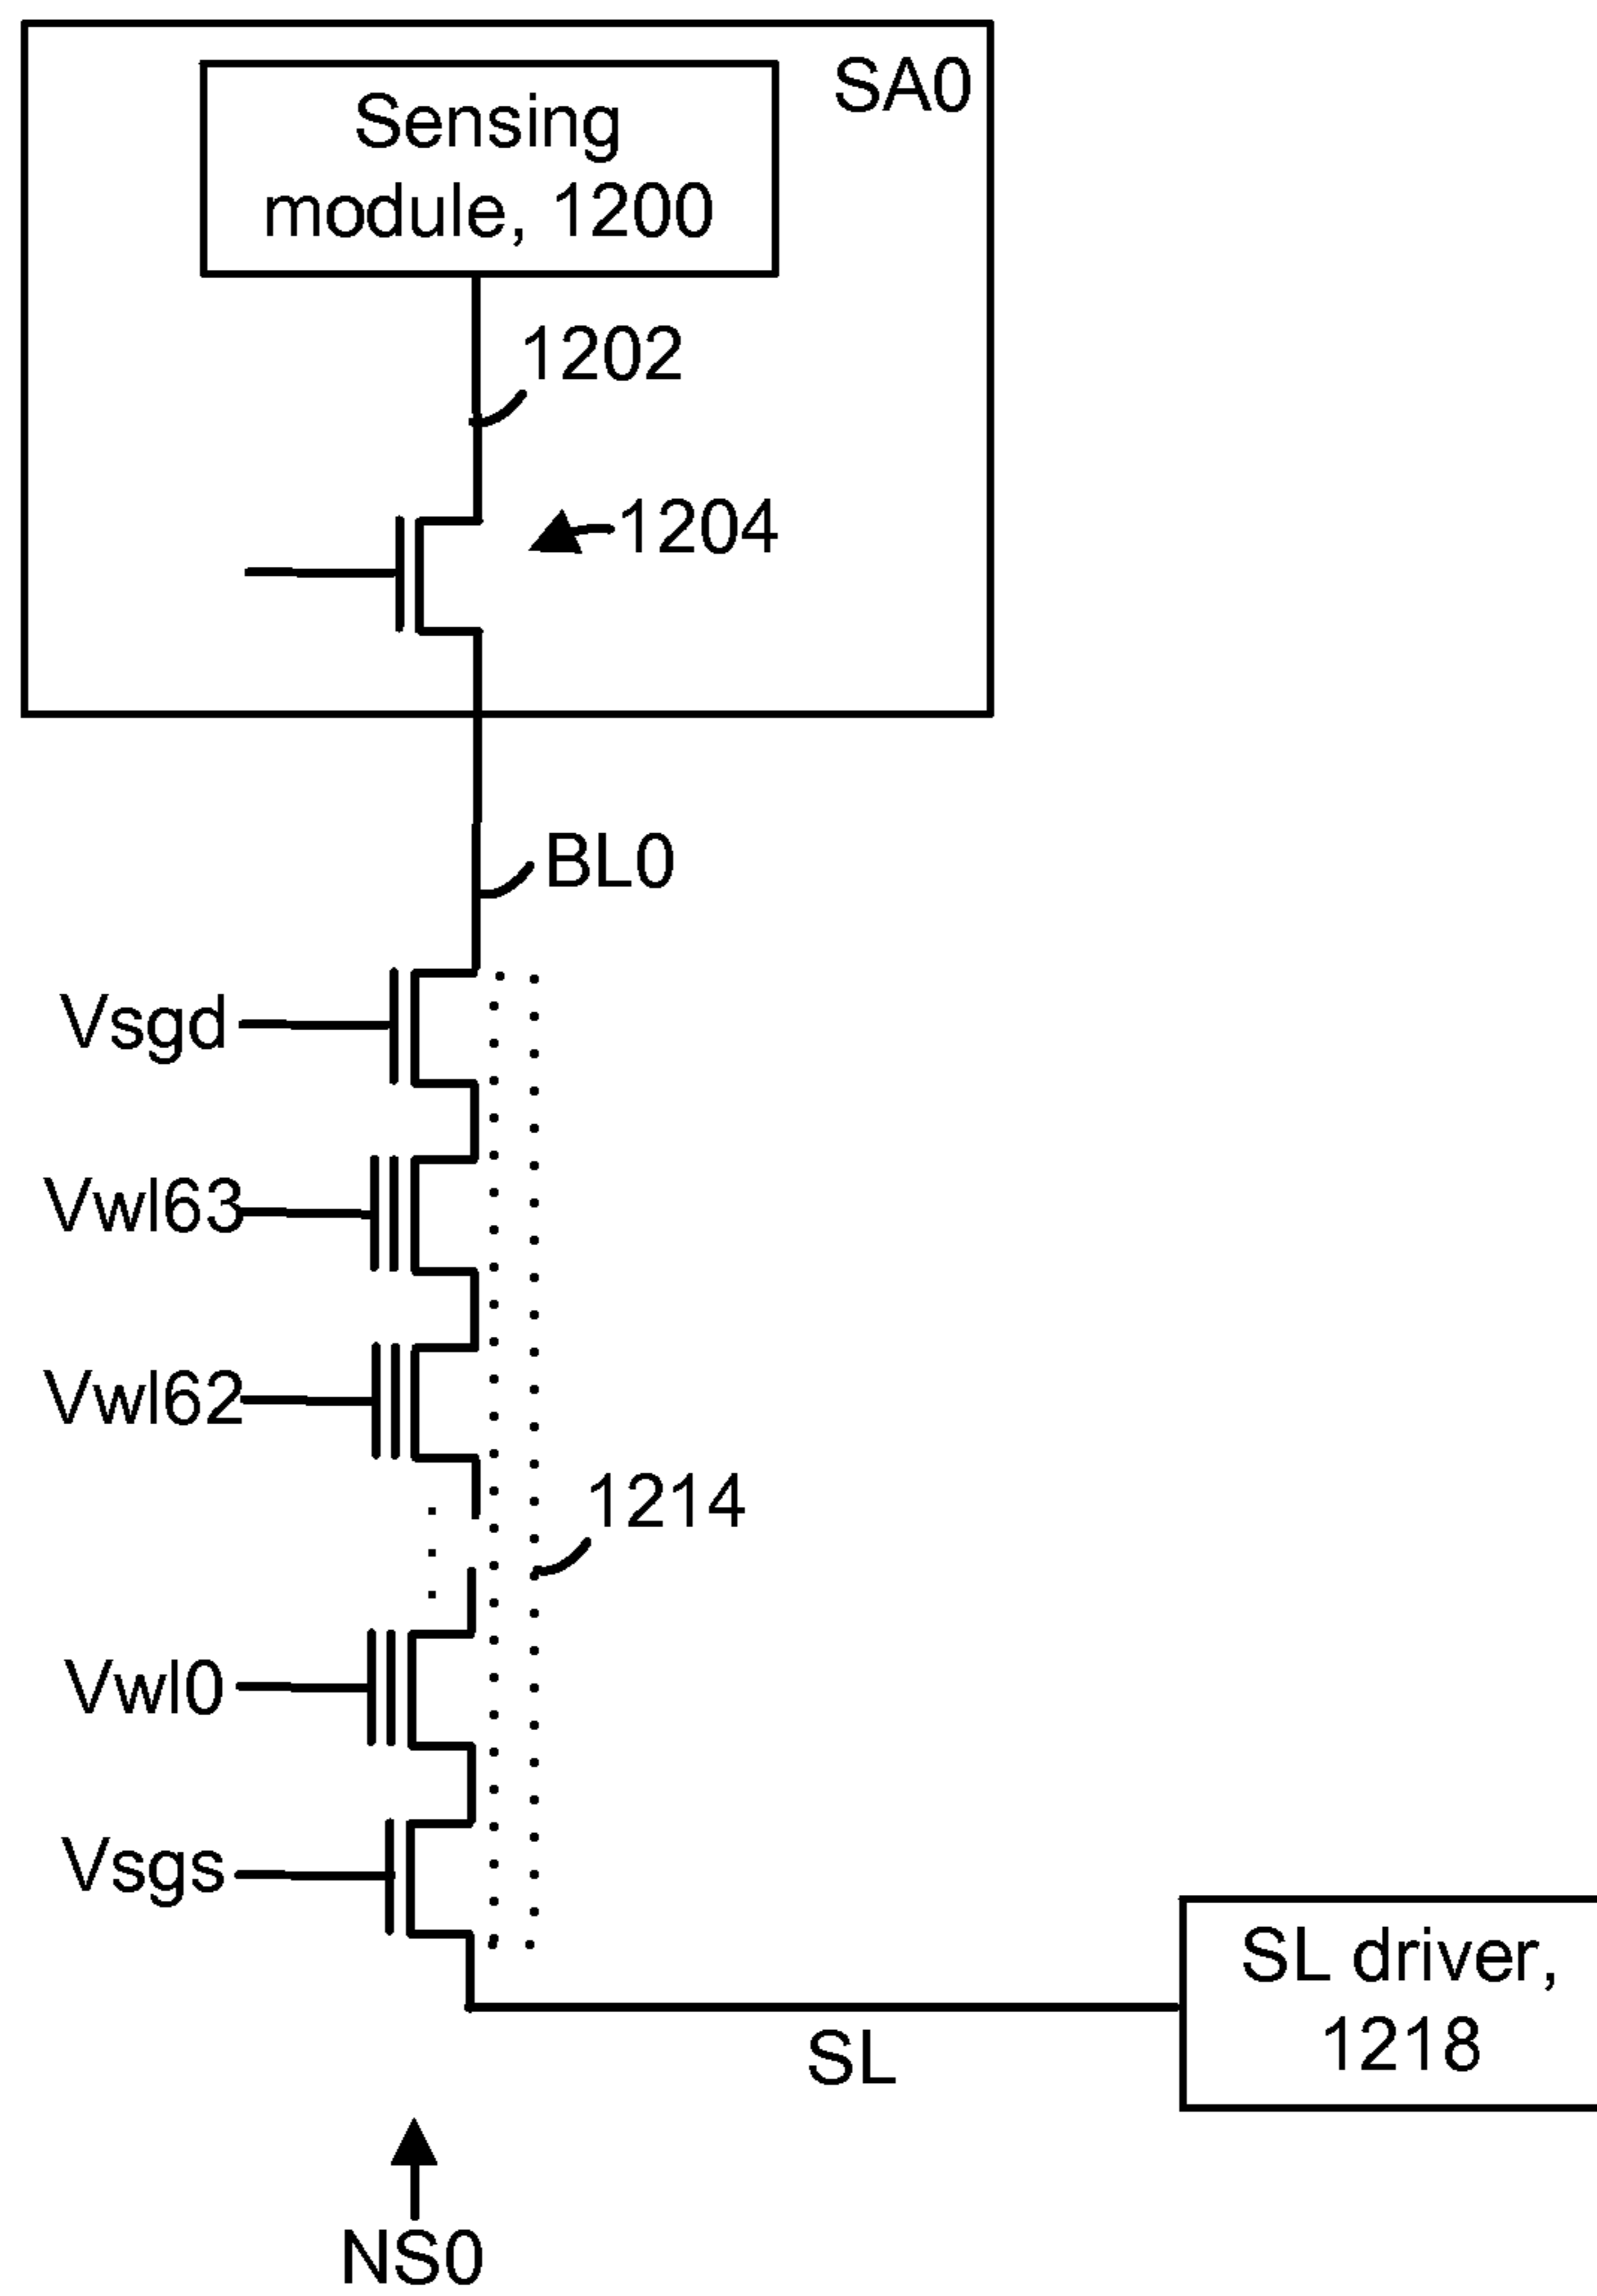 SA0
Sensing
module, 1200
1202
1204
BL0
Vsgd
Vwl63
Vwl62
1214
Vwl0
Vsgs
SL driver,
1218
SL
NS0